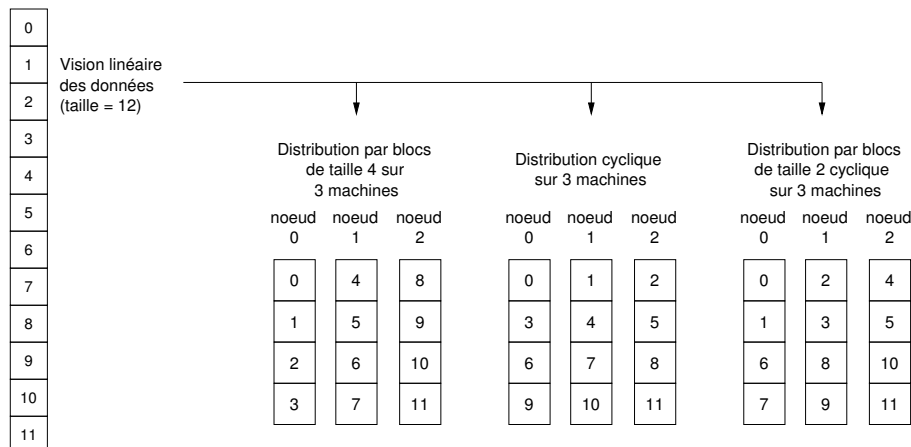 0
1
2
3
4
5
6
7
8
9
10
11
Vision linéaire
des données
(taille = 12)
Distribution par blocs
de taille 4 sur
3 machines
noeud noeud noeud
0 1 2
0 4 8
1 5 9
2 6 10
3 7 11
Distribution cyclique
sur 3 machines
noeud noeud noeud
0 1 2
0 1 2
3 4 5
6 7 8
9 10 11
Distribution par blocs
de taille 2 cyclique
sur 3 machines
noeud noeud noeud
0 1 2
0 2 4
1 3 5
6 8 10
7 9 11